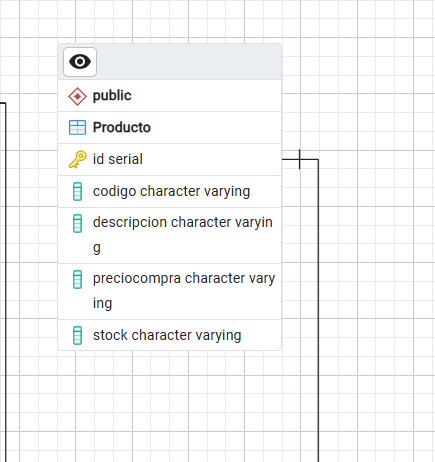 public
Producto
id serial
codigo character varying
descripcion character varyin
g
preciocompra character vary
ing
stock character varying